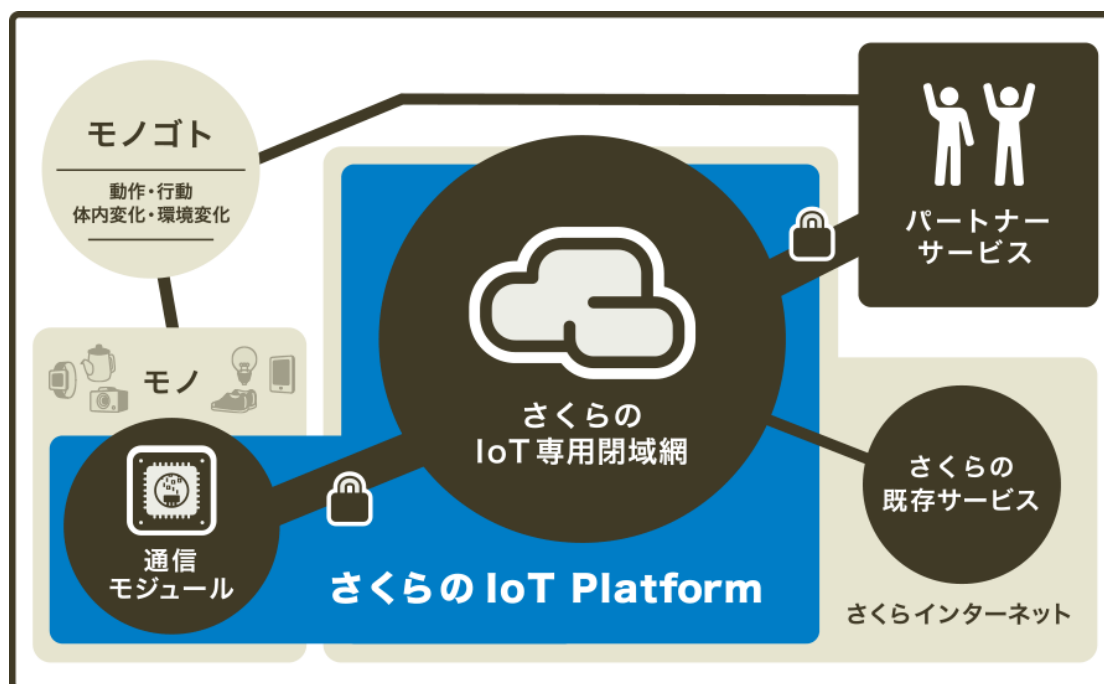 モノゴト
動作・行動
体内変化・環境変化
パートナー
サービス
モノ
さくらの
IoT専用閉域網
さくらの
既存サービス
通信
モジュール
さくらの IoT Platform
さくらインターネット